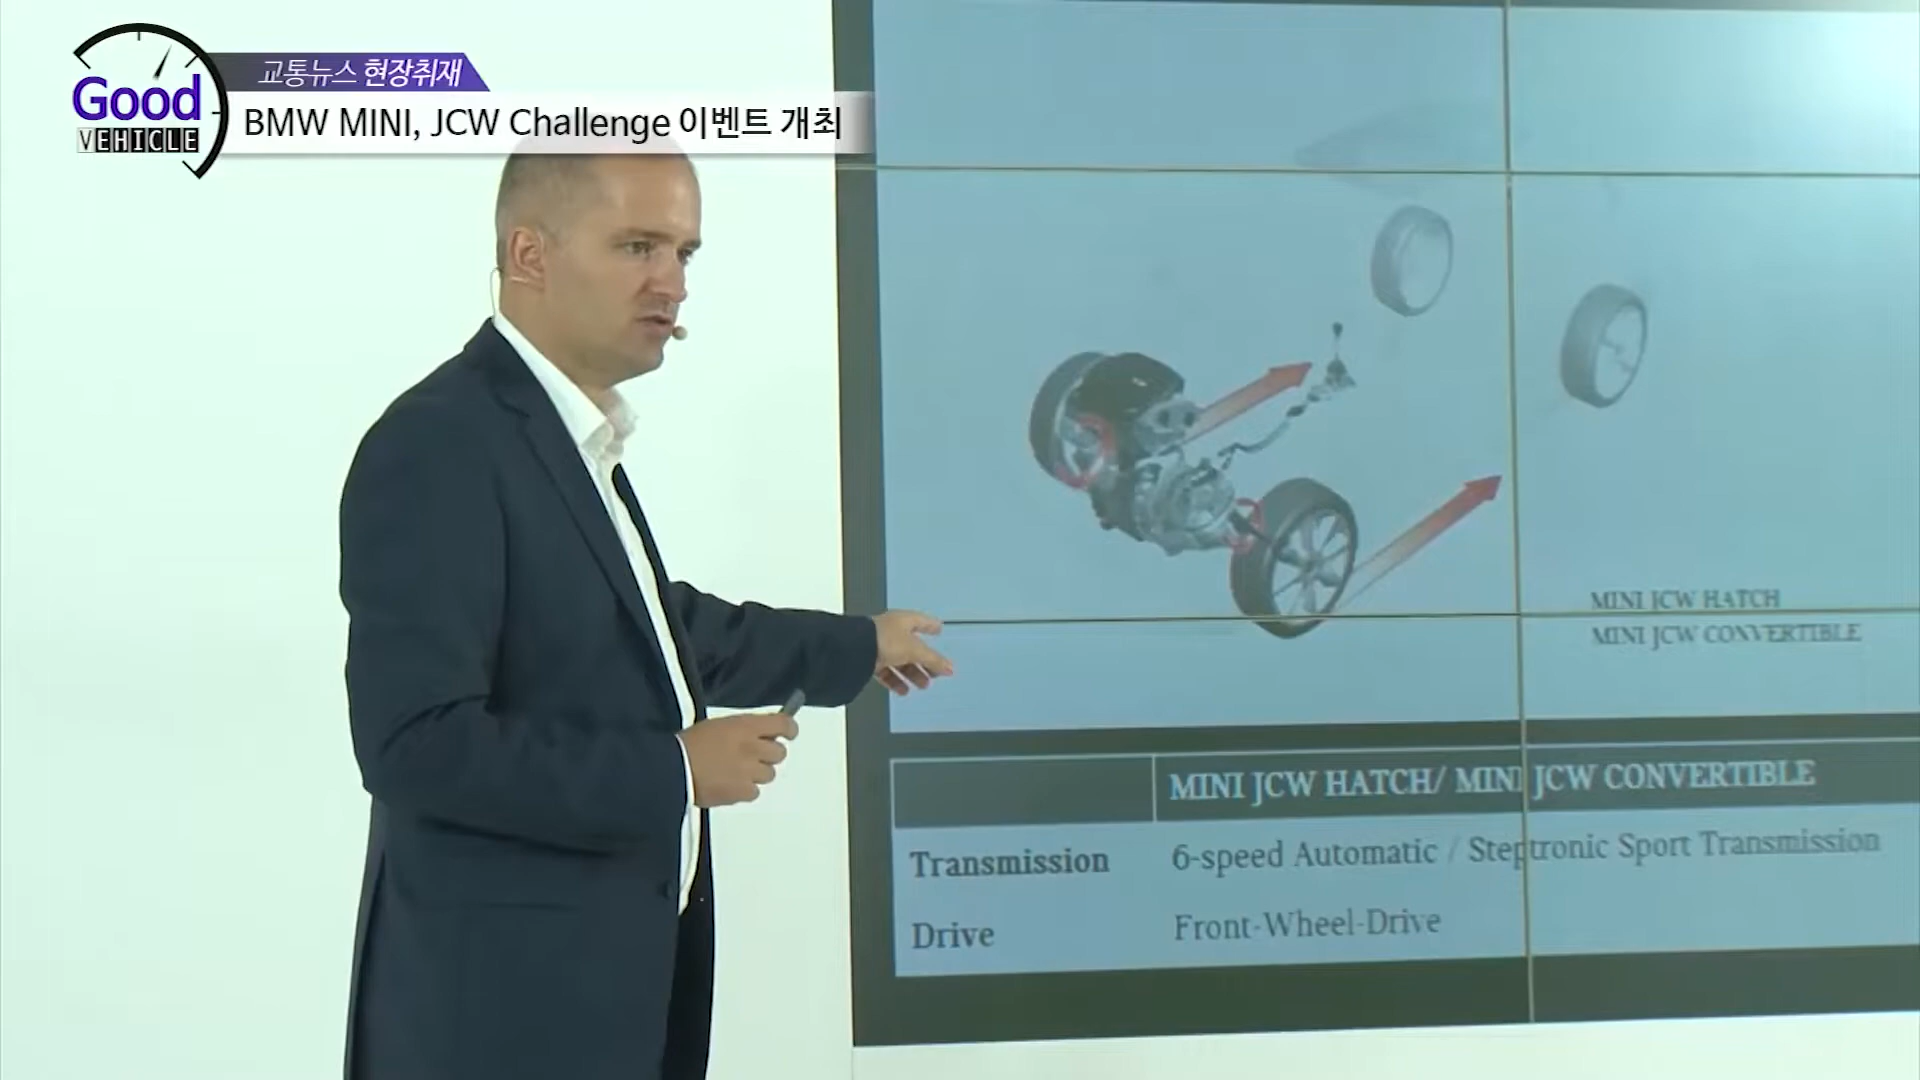 Good
VEHICLE
교통뉴스 현장취재
BMW MINI, JCW Challenge 이벤트 개최
MINI JCW HATCH
MINI JCW CONVERTIBLE
MINI JCW HATCH/ MINI JCW CONVERTIBLE
Transmission 6-speed Automatic / Steptronic Sport Transmission
Drive Front-Wheel-Drive